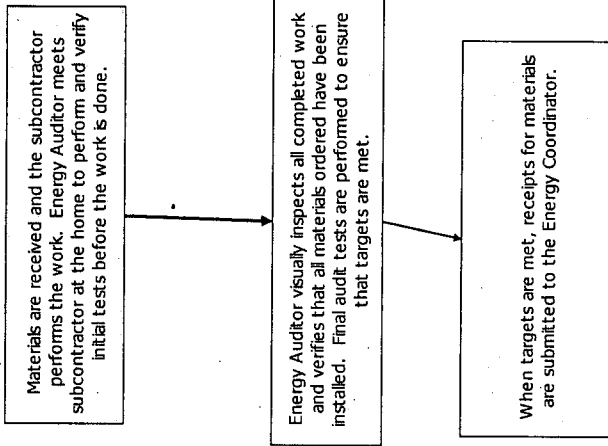 Materials are received and the subcontractor
performs the work. Energy Auditor meets
subcontractor at the home to perform and verify
initial tests before the work is done.
Energy Auditor visually inspects all completed work
and verifies that all materials ordered have been
installed. Final audit tests are performed to ensure
that targets are met.
When targets are met, receipts for materials
are submitted to the Energy Coordinator.